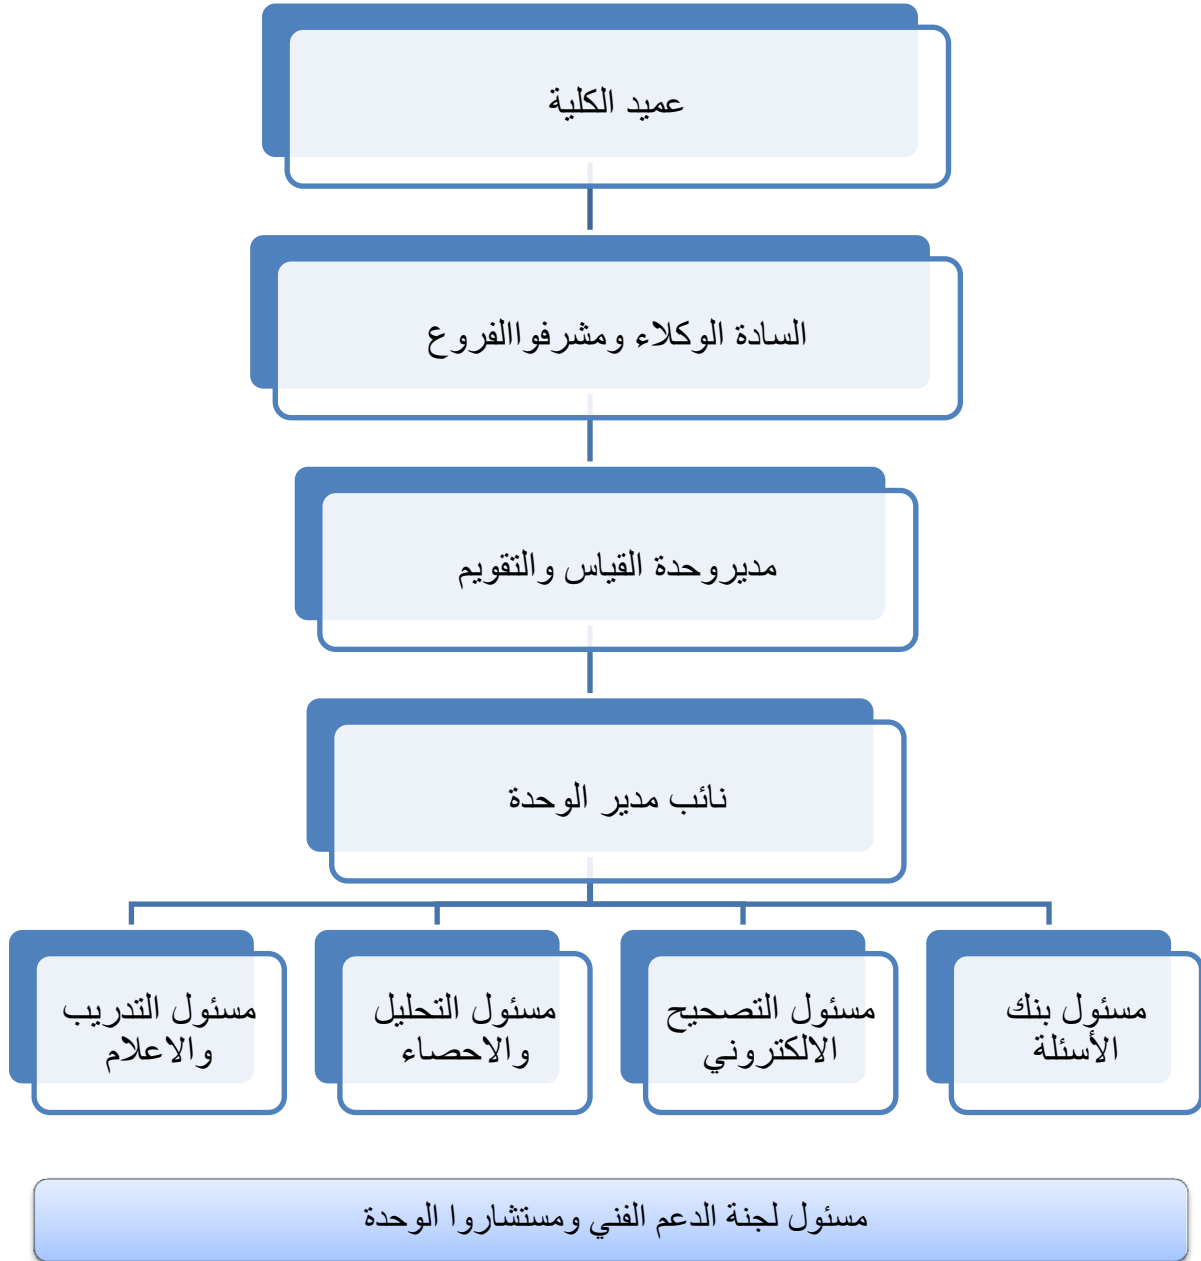 عميد الكلية
السادة الوكلاء ومشرفواالفروع
مديروحدة القياس والتقويم
نائب مدير الوحدة
مسئول بنك
الأسئلة
مسئول التصحيح
الالكتروني
مسئول التحليل
والاحصاء
مسئول التدريب
والاعلام
مسئول لجنة الدعم الفني ومستشاروا الوحدة